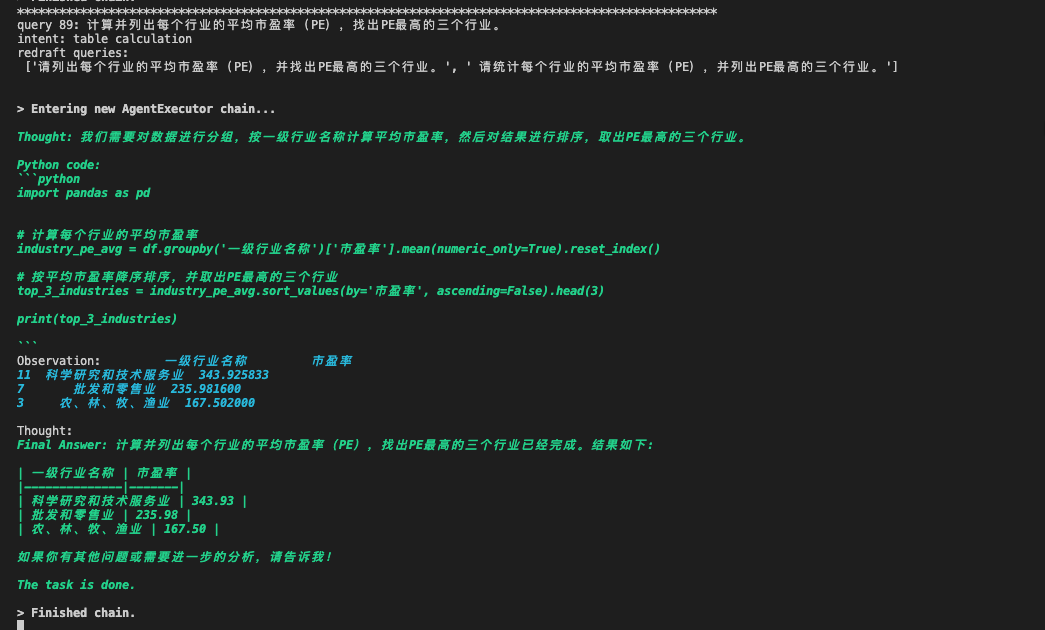 ****************************************************************************************************
query 89: 计算并列出每个行业的平均市盈率（PE），找出PE最高的三个行业。
intent: table calculation
redraft queries:
 ['请列出每个行业的平均市盈率（PE），并找出PE最高的三个行业。', ' 请统计每个行业的平均市盈率（PE），并列出PE最高的三个行业。']
> Entering new AgentExecutor chain...
Thought: 我们需要对数据进行分组，按一级行业名称计算平均市盈率，然后对结果进行排序，取出PE最高的三个行业。
Python code:
```python
import pandas as pd
# 计算每个行业的平均市盈率
industry_pe_avg = df.groupby('一级行业名称')['市盈率'].mean(numeric_only=True).reset_index()
# 按平均市盈率降序排序，并取出PE最高的三个行业
top_3_industries = industry_pe_avg.sort_values(by='市盈率', ascending=False).head(3)
print(top_3_industries)
```
Observation:         一级行业名称         市盈率
11  科学研究和技术服务业  343.925833
7       批发和零售业  235.981600
3     农、林、牧、渔业  167.502000
Thought:
Final Answer: 计算并列出每个行业的平均市盈率（PE），找出PE最高的三个行业已经完成。结果如下:
| 一级行业名称 | 市盈率 |
|--------------|-------|
| 科学研究和技术服务业 | 343.93 |
| 批发和零售业 | 235.98 |
| 农、林、牧、渔业 | 167.50 |
如果你有其他问题或需要进一步的分析，请告诉我！
The task is done.
> Finished chain.